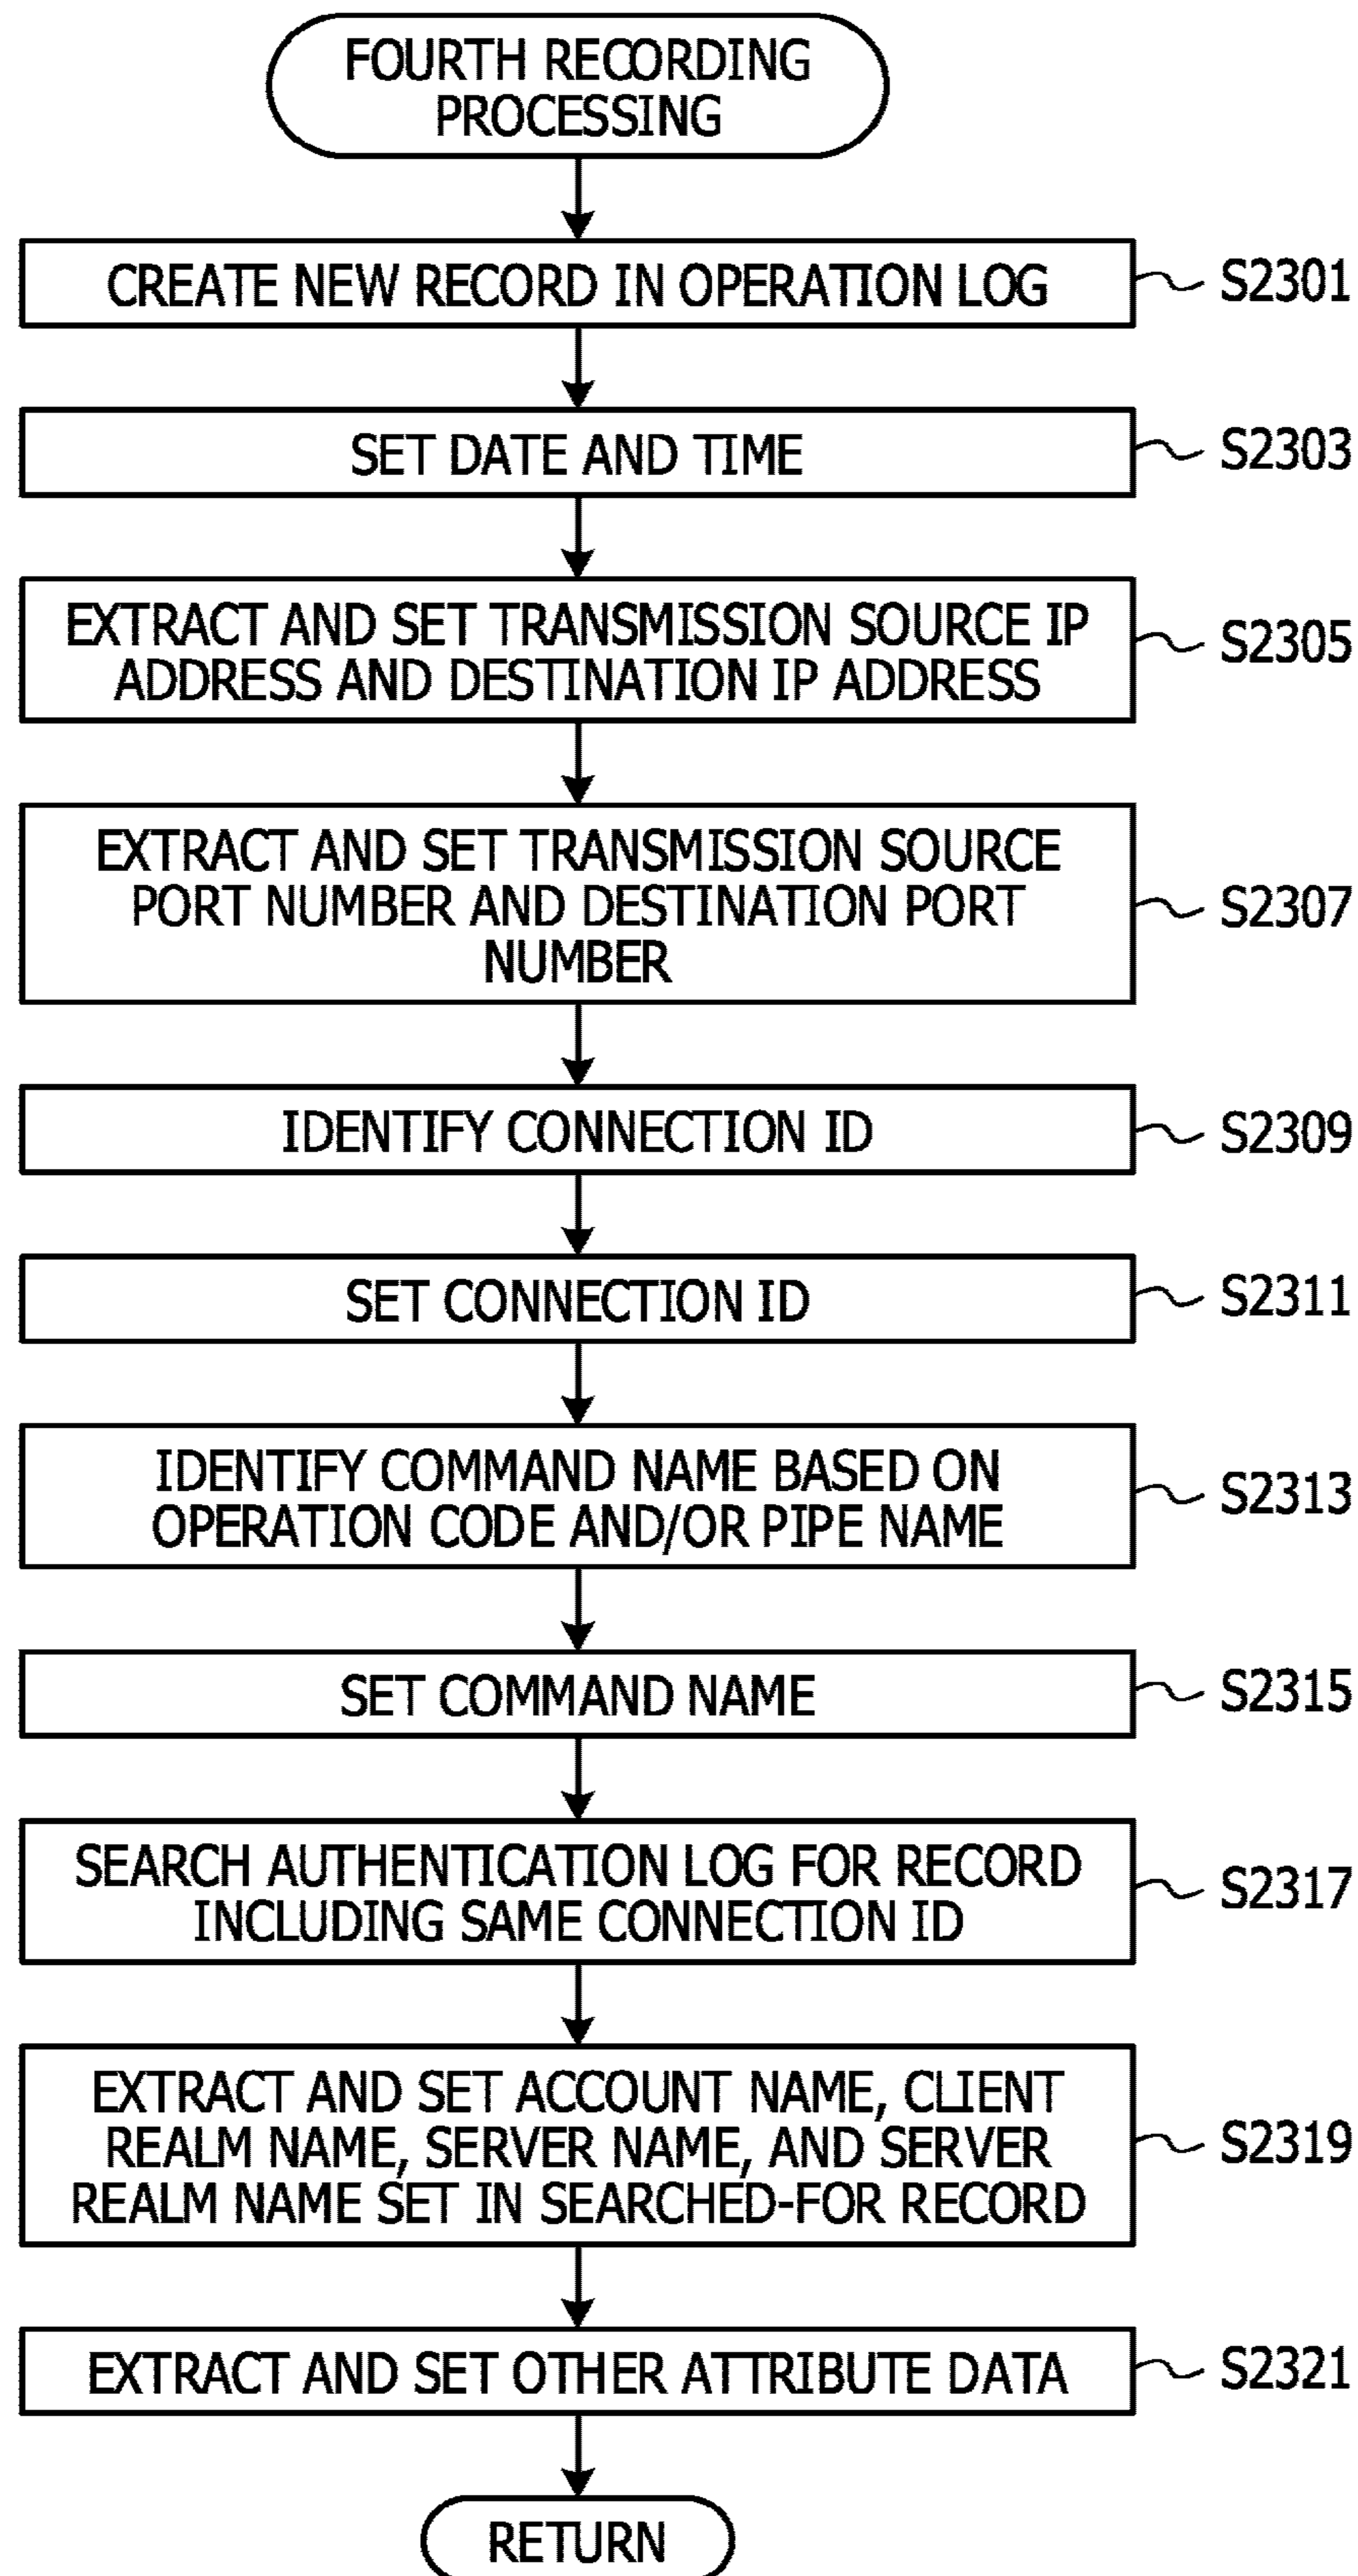 FOURTH RECORDING
PROCESSING
CREATE NEW RECORD IN OPERATION LOG
S2301
SET DATE AND TIME
S2303
EXTRACT AND SET TRANSMISSION SOURCE IP
ADDRESS AND DESTINATION IP ADDRESS
S2305
EXTRACT AND SET TRANSMISSION SOURCE
PORT NUMBER AND DESTINATION PORT
NUMBER
S2307
IDENTIFY CONNECTION ID
S2309
SET CONNECTION ID
S2311
IDENTIFY COMMAND NAME BASED ON
OPERATION CODE AND/OR PIPE NAME
S2313
SET COMMAND NAME
S2315
SEARCH AUTHENTICATION LOG FOR RECORD
INCLUDING SAME CONNECTION ID
S2317
EXTRACT AND SET ACCOUNT NAME, CLIENT
REALM NAME, SERVER NAME, AND SERVER
REALM NAME SET IN SEARCHED-FOR RECORD
S2319
EXTRACT AND SET OTHER ATTRIBUTE DATA
S2321
RETURN